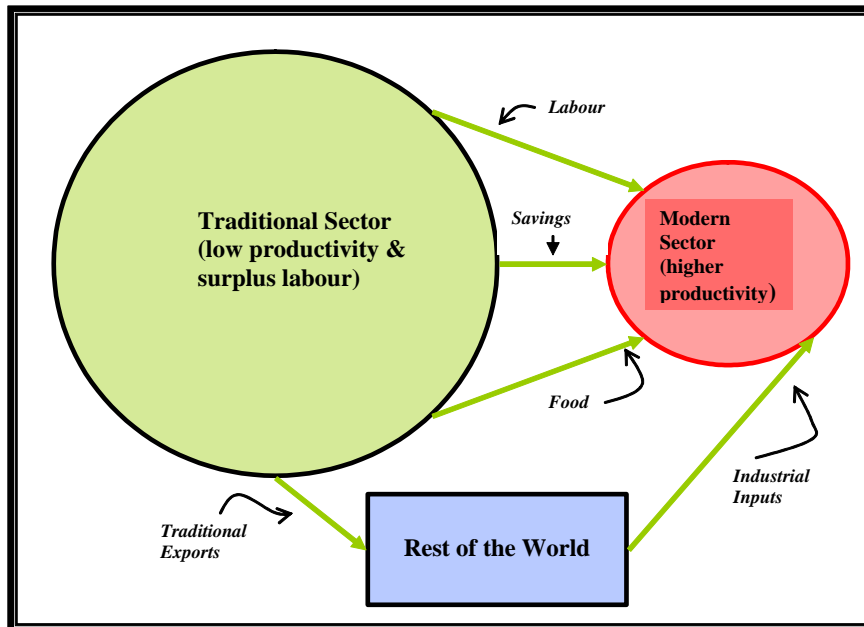 Labour
Traditional Sector
(low productivity &
surplus labour)
Savings
Modern
Sector
(higher
productivity)
Food
Industrial
Inputs
Traditional
Exports
Rest of the World